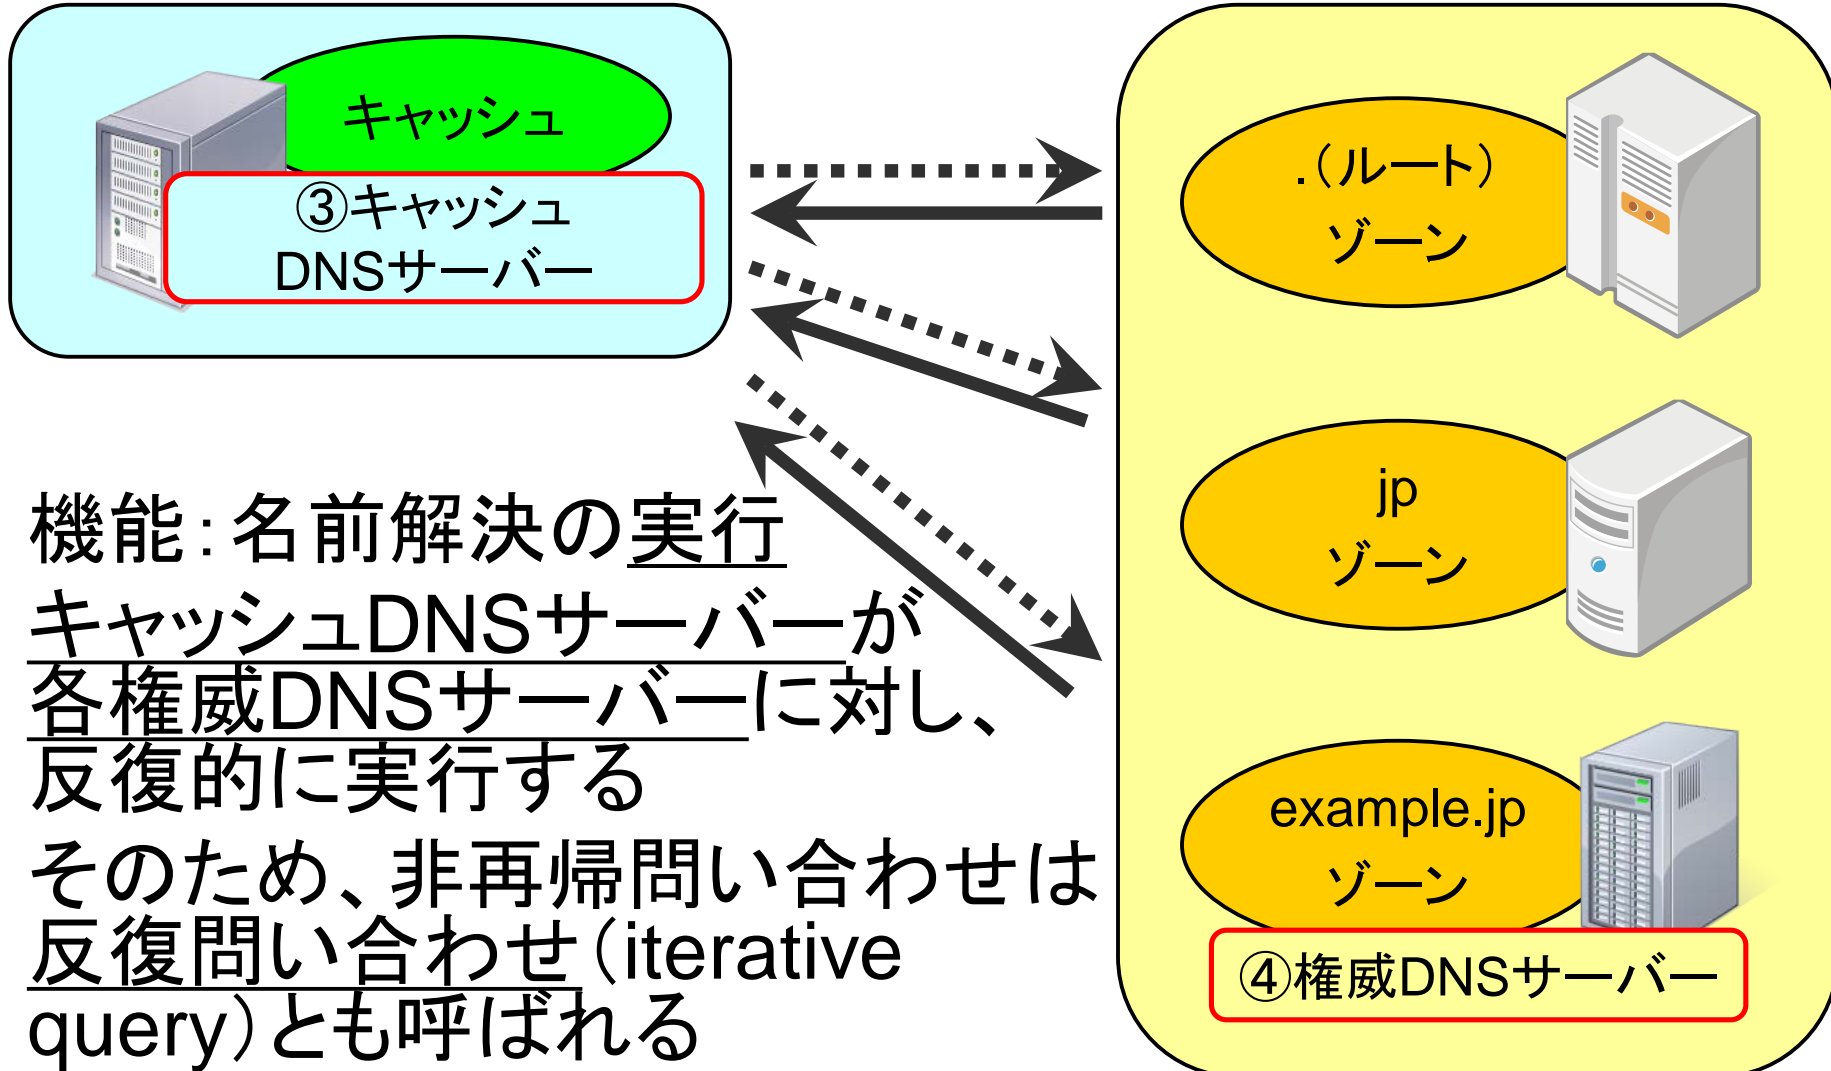 キャッシュ
③キャッシュ
DNSサーバー
.(ルート)
ゾーン
jp
ゾーン
example.jp
ゾーン
④権威DNSサーバー
機能：名前解決の実行
キャッシュDNSサーバーが
各権威DNSサーバーに対し、
反復的に実行する
そのため、非再帰問い合わせは
反復問い合わせ（iterative
query）とも呼ばれる